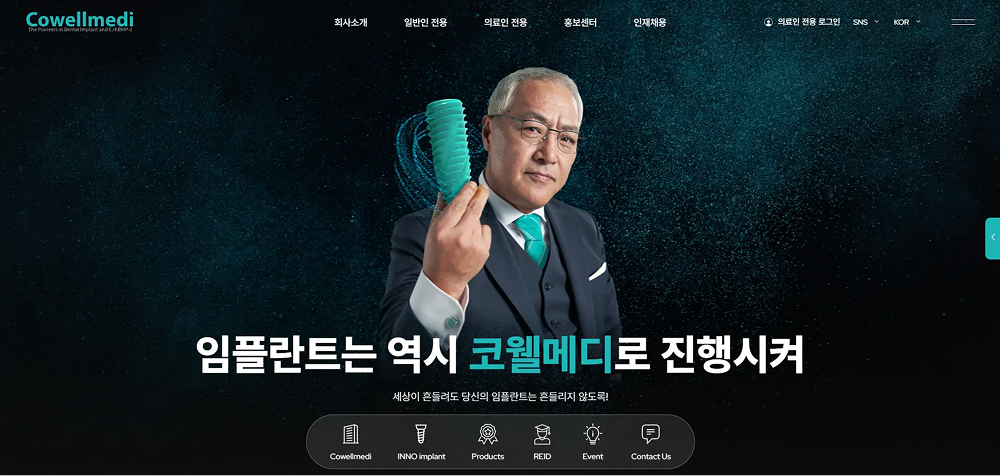 Cowellmedi
The Pioneers in Dental Implant and E.rhBMP-2
회사소개 일반인 전용 의료인 전용 홍보센터 인재채용
의료인 전용 로그인 SNS KOR
임플란트는 역시 코웰메디로 진행시켜
세상이 흔들려도 당신의 임플란트는 흔들리지 않도록!
Cowellmedi INNO implant Products REID Event Contact Us